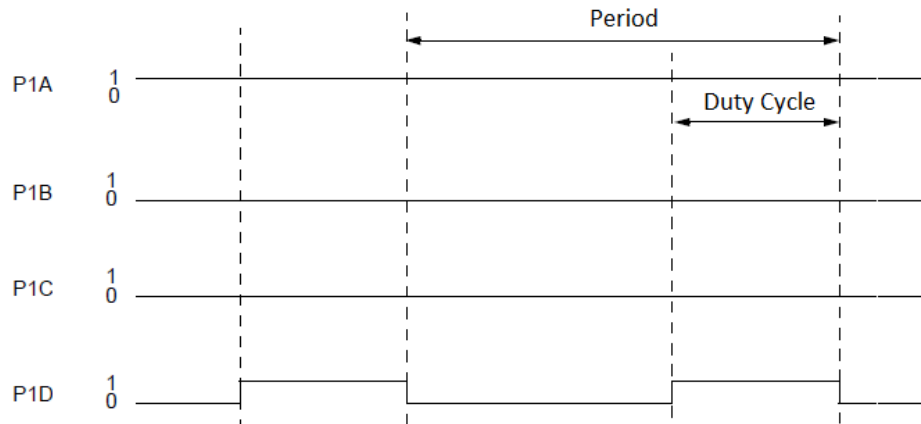 Period
P1A 1
0
Duty Cycle
P1B 1
0
P1C 1
0
P1D 1
0